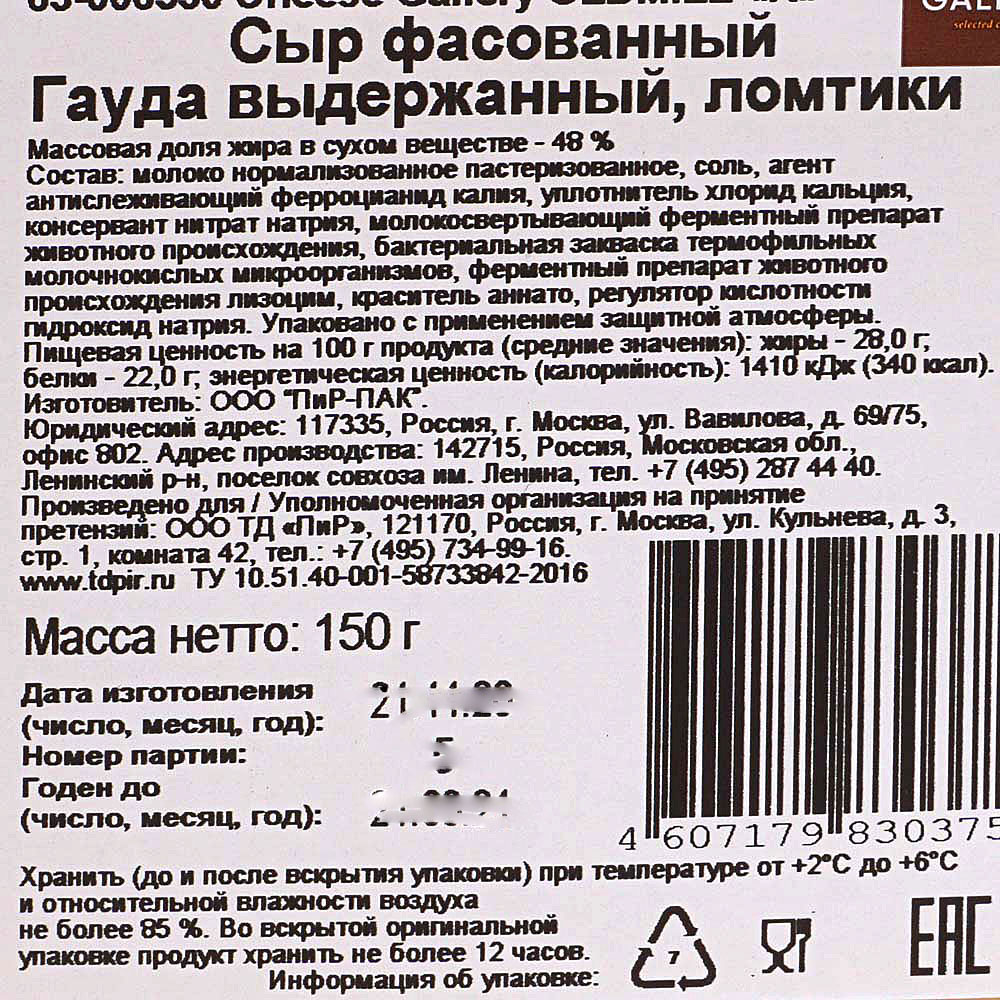 Cheese Gallery
GALL
selected c
Сыр фасованный
Гауда выдержанный, ломтики
Массовая доля жира в сухом веществе - 48 %
Состав: молоко нормализованное пастеризованное, соль, агент
антислеживающий ферроцианид калия, уплотнитель хлорид кальция,
консервант нитрат натрия, молокосвертывающий ферментный препарат
животного происхождения, бактериальная закваска термофильных
молочнокислых микроорганизмов, ферментный препарат животного
происхождения лизоцим, краситель аннато, регулятор кислотности
гидроксид натрия. Упаковано с применением защитной атмосферы.
Пищевая ценность на 100 г продукта (средние значения): жиры - 28,0 г;
белки - 22,0 г; энергетическая ценность (калорийность): 1410 кДж (340 ккал).
Изготовитель: ООО "ПиР-ПАК".
Юридический адрес: 117335, Россия, г. Москва, ул. Вавилова, д. 69/75,
офис 802. Адрес производства: 142715, Россия, Московская обл.,
Ленинский р-н, поселок совхоза им. Ленина, тел. +7 (495) 287 44 40.
Произведено для / Уполномоченная организация на принятие
претензий: ООО ТД «ПиР», 121170, Россия, г. Москва, ул. Кульнева, д. 3,
стр. 1, комната 42, тел.: +7 (495) 734-99-16.
www.tdpir.ru ТУ 10.51.40-001-58733842-2016
Масса нетто: 150 г
Дата изготовления
(число, месяц, год):
Номер партии: 5
Годен до
(число, месяц, год):
4 607179 830375
Хранить (до и после вскрытия упаковки) при температуре от +2°С до +6°С
и относительной влажности воздуха
не более 85 %. Во вскрытой оригинальной
упаковке продукт хранить не более 12 часов.
Информация об упаковке:
7
ЕАС